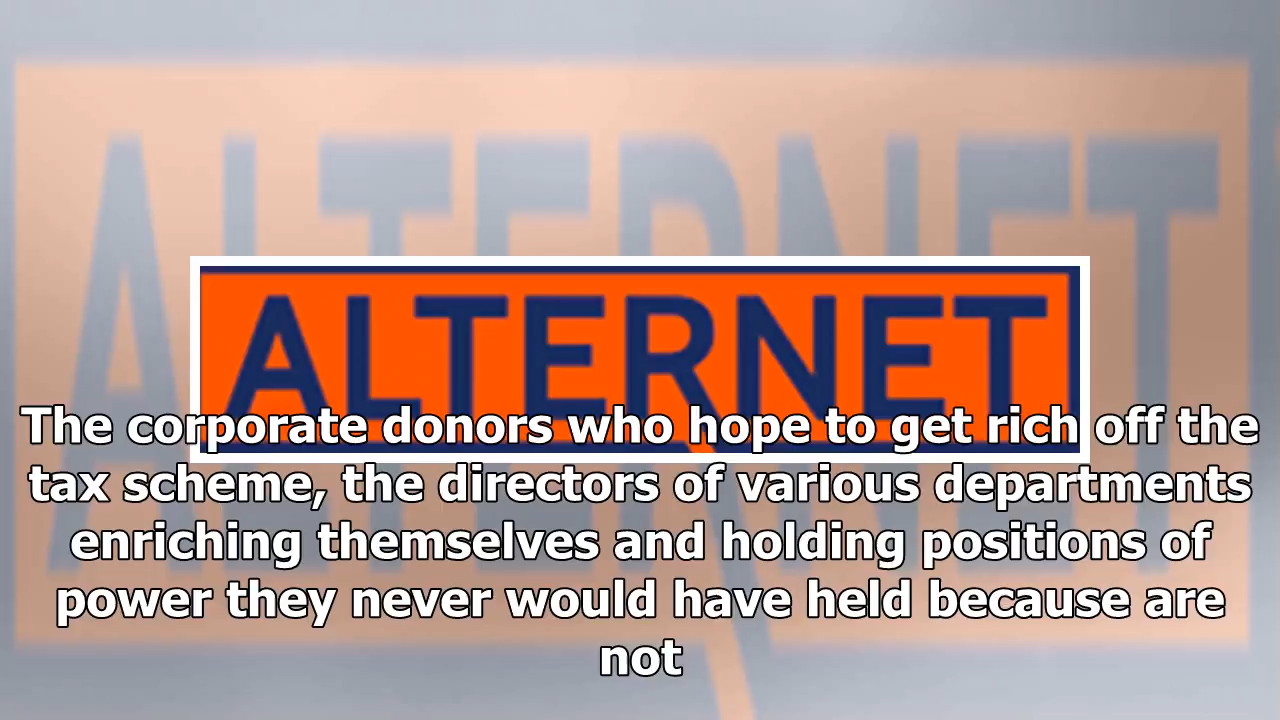 ALTERNET
ALTERNET
The corporate donors who hope to get rich off the
tax scheme, the directors of various departments
enriching themselves and holding positions of
power they never would have held because are
not